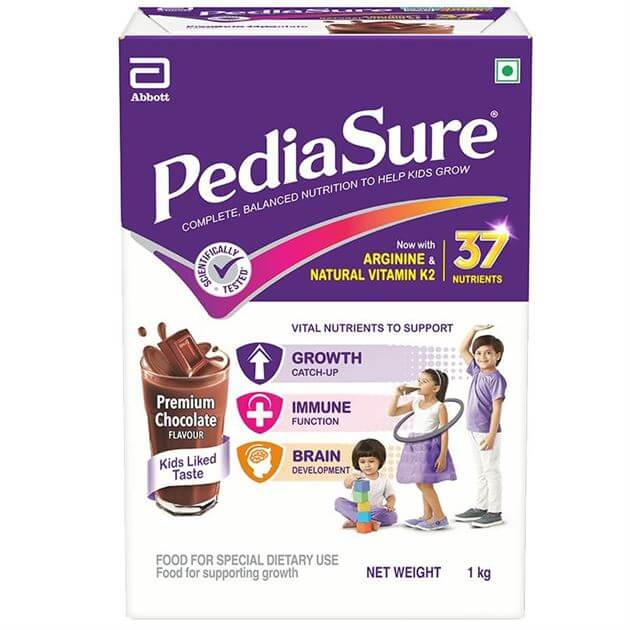 Abbott
PediaSure®
COMPLETE, BALANCED NUTRITION TO HELP KIDS GROW
SCIENTIFICALLY
TESTED
Now with
ARGININE &
NATURAL VITAMIN K2
37
NUTRIENTS
VITAL NUTRIENTS TO SUPPORT
GROWTH
CATCH-UP
IMMUNE
FUNCTION
BRAIN
DEVELOPMENT
Premium
Chocolate
FLAVOUR
Kids Liked
Taste
FOOD FOR SPECIAL DIETARY USE
Food for supporting growth
NET WEIGHT 1 kg